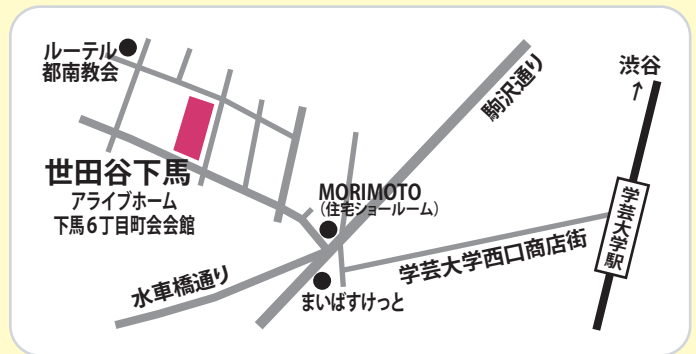 ルーテル
都南教会
世田谷下馬
アライブホーム
下馬6丁目町会会館
MORIMOTO
（住宅ショールーム）
駒沢通り
渋谷
↑
学芸大学駅
学芸大学西口商店街
水車橋通り
まいばすけっと